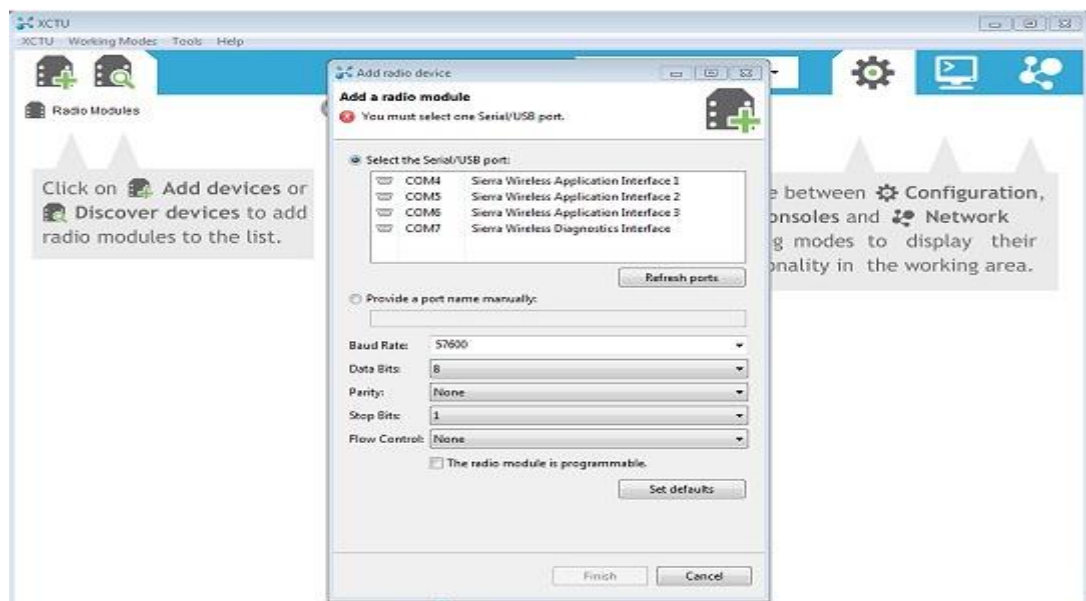 XCTU
XCTU Working Modes Tools Help
Radio Modules
Click on Add devices or
Discover devices to add
radio modules to the list.
Add radio device
Add a radio module
You must select one Serial/USB port.
Select the Serial/USB port:
COM4 Sierra Wireless Application Interface 1
COM5 Sierra Wireless Application Interface 2
COM6 Sierra Wireless Application Interface 3
COM7 Sierra Wireless Diagnostics Interface
Refresh ports
Provide a port name manually:
Baud Rate: 57600
Data Bits: 8
Parity: None
Stop Bits: 1
Flow Control: None
The radio module is programmable.
Set defaults
Finish Cancel
e between Configuration,
onsoles and Network
g modes to display their
onality in the working area.